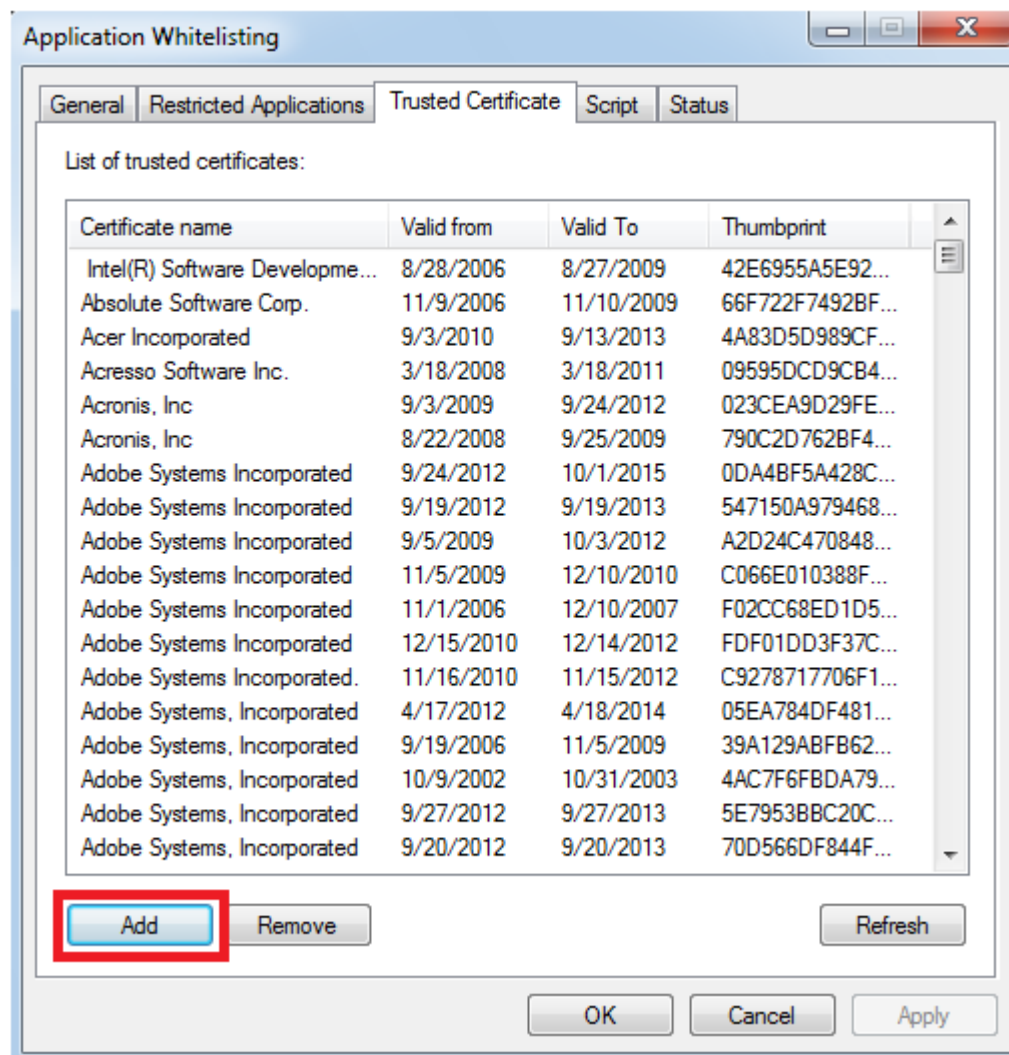 Application Whitelisting
General Restricted Applications Trusted Certificate Script Status
List of trusted certificates:
Certificate name Valid from Valid To Thumbprint
Intel(R) Software Developme... 8/28/2006 8/27/2009 42E6955A5E92...
Absolute Software Corp. 11/9/2006 11/10/2009 66F722F7492BF...
Acer Incorporated 9/3/2010 9/13/2013 4A83D5D989CF...
Acresso Software Inc. 3/18/2008 3/18/2011 09595DCD9CB4...
Acronis, Inc 9/3/2009 9/24/2012 023CEA9D29FE...
Acronis, Inc 8/22/2008 9/25/2009 790C2D762BF4...
Adobe Systems Incorporated 9/24/2012 10/1/2015 0DA4BF5A428C...
Adobe Systems Incorporated 9/19/2012 9/19/2013 547150A979468...
Adobe Systems Incorporated 9/5/2009 10/3/2012 A2D24C470848...
Adobe Systems Incorporated 11/5/2009 12/10/2010 C066E010388F...
Adobe Systems Incorporated 11/1/2006 12/10/2007 F02CC68ED1D5...
Adobe Systems Incorporated 12/15/2010 12/14/2012 FDF01DD3F37C...
Adobe Systems Incorporated. 11/16/2010 11/15/2012 C9278717706F1...
Adobe Systems, Incorporated 4/17/2012 4/18/2014 05EA784DF481...
Adobe Systems, Incorporated 9/19/2006 11/5/2009 39A129ABFB62...
Adobe Systems, Incorporated 10/9/2002 10/31/2003 4AC7F6FBDA79...
Adobe Systems, Incorporated 9/27/2012 9/27/2013 5E7953BBC20C...
Adobe Systems, Incorporated 9/20/2012 9/20/2013 70D566DF844F...
Add Remove Refresh
OK Cancel Apply